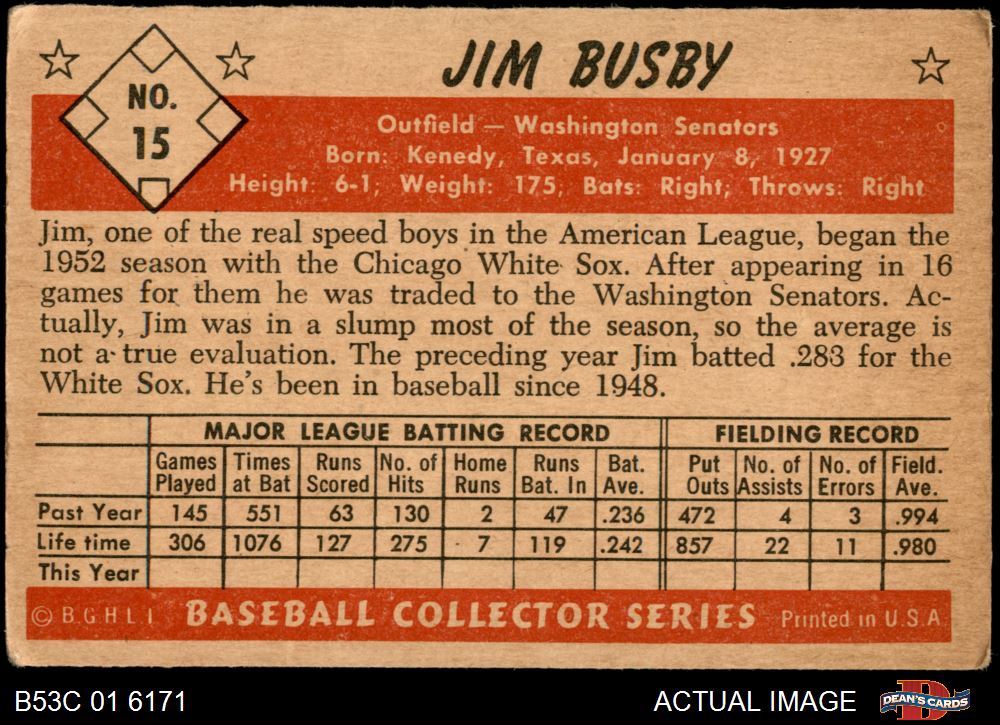 JIM BUSBY
NO.
15
Outfield — Washington Senators
Born: Kenedy, Texas, January 8, 1927
Height: 6-1; Weight: 175; Bats: Right; Throws: Right
Jim, one of the real speed boys in the American League, began the
1952 season with the Chicago White Sox. After appearing in 16
games for them he was traded to the Washington Senators. Ac-
tually, Jim was in a slump most of the season, so the average is
not a true evaluation. The preceding year Jim batted .283 for the
White Sox. He's been in baseball since 1948.
MAJOR LEAGUE BATTING RECORD FIELDING RECORD
Games Times Runs No. of Home Runs Bat. Put No. of No. of Field.
Played at Bat Scored Hits Runs Bat. In Ave. Outs Assists Errors Ave.
Past Year 145 551 63 130 2 47 .236 472 4 3 .994
Life time 306 1076 127 275 7 119 .242 857 22 11 .980
This Year
© B.G.H.L.I. BASEBALL COLLECTOR SERIES Printed in U.S.A
B53C 01 6171 ACTUAL IMAGE DEAN'S CARDS